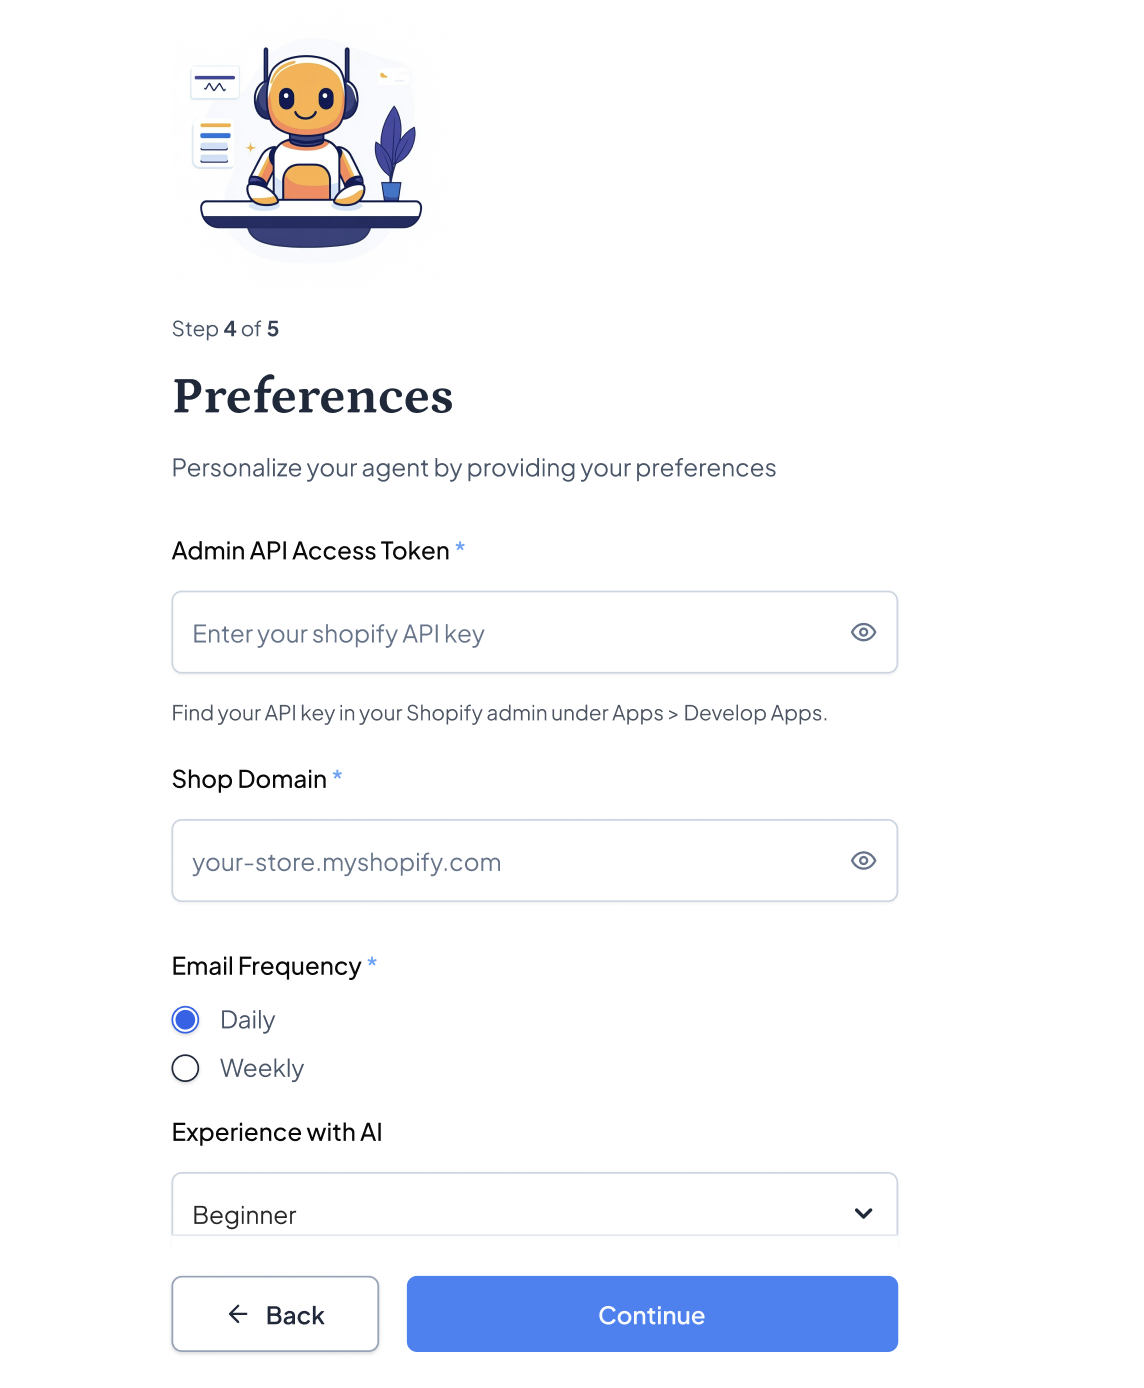 Step 4 of 5
Preferences
Personalize your agent by providing your preferences
Admin API Access Token *
Enter your shopify API key
Find your API key in your Shopify admin under Apps > Develop Apps.
Shop Domain *
your-store.myshopify.com
Email Frequency *
Daily
Weekly
Experience with AI
Beginner
Back
Continue